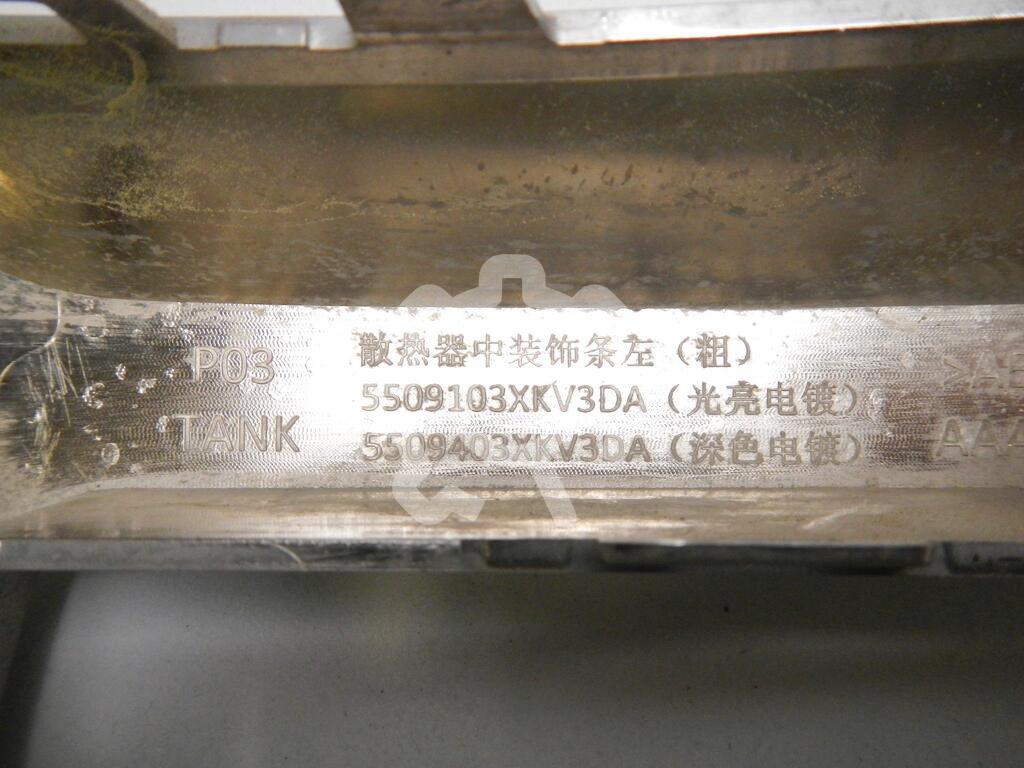 P03
TANK
散热器中装饰条左（粗）
5509103XKV3DA（光亮电镀）
5509403XKV3DA（深色电镀）